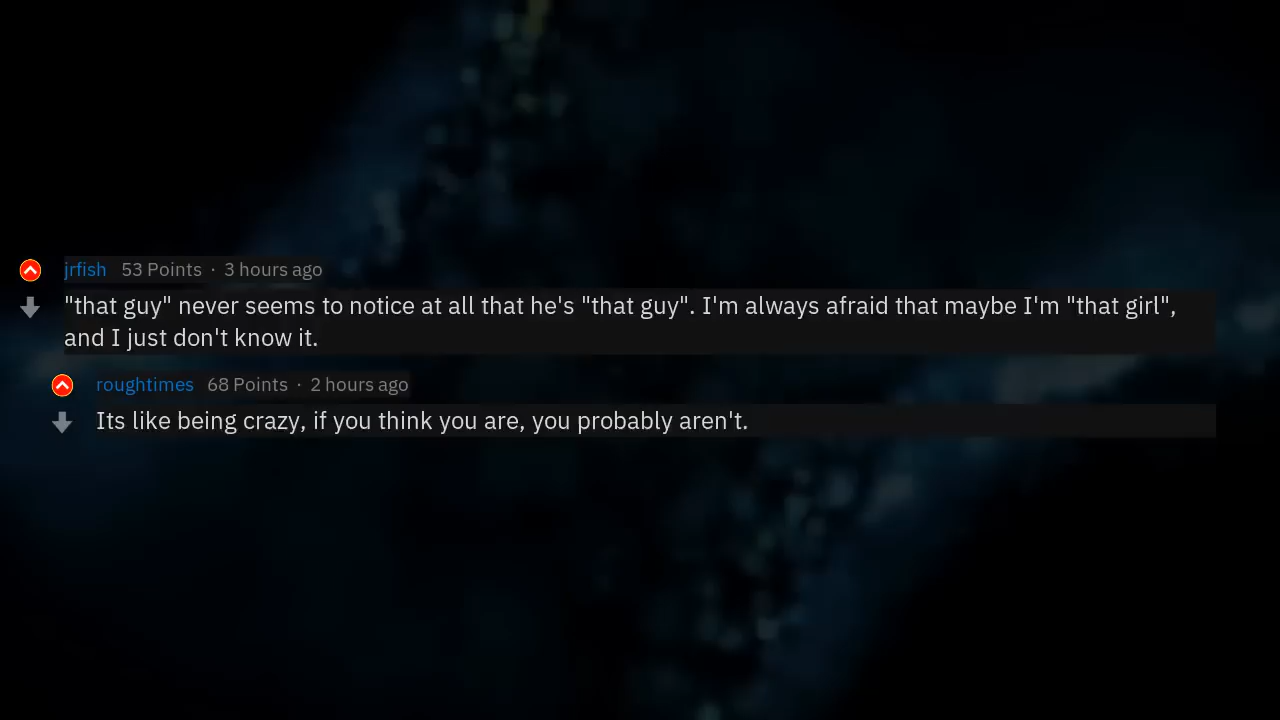 jrfish 53 Points · 3 hours ago
"that guy" never seems to notice at all that he's "that guy". I'm always afraid that maybe I'm "that girl",
and I just don't know it.
roughtimes 68 Points · 2 hours ago
Its like being crazy, if you think you are, you probably aren't.